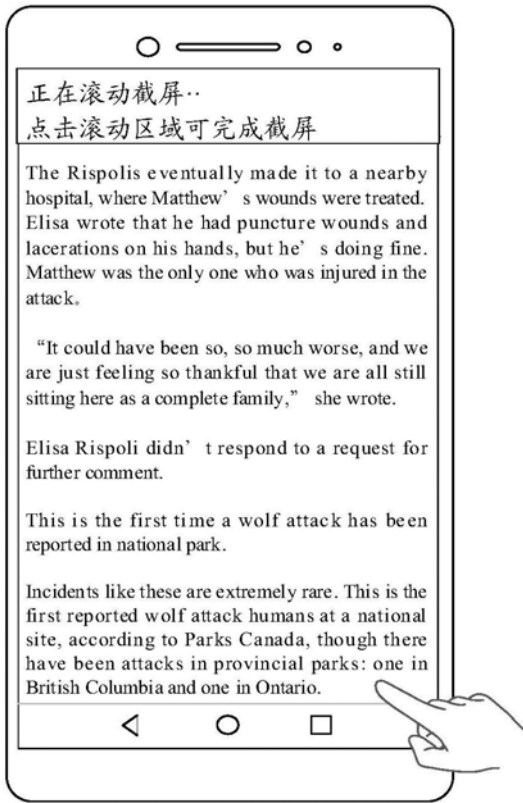 正在滚动截屏··
点击滚动区域可完成截屏
The Rispolis eventually made it to a nearby
hospital, where Matthew’ s wounds were treated.
Elisa wrote that he had puncture wounds and
lacerations on his hands, but he’ s doing fine.
Matthew was the only one who was injured in the
attack。
“It could have been so, so much worse, and we
are just feeling so thankful that we are all still
sitting here as a complete family,” she wrote.
Elisa Rispoli didn’ t respond to a request for
further comment.
This is the first time a wolf attack has been
reported in national park.
Incidents like these are extremely rare. This is the
first reported wolf attack humans at a national
site, according to Parks Canada, though there
have been attacks in provincial parks: one in
British Columbia and one in Ontario.